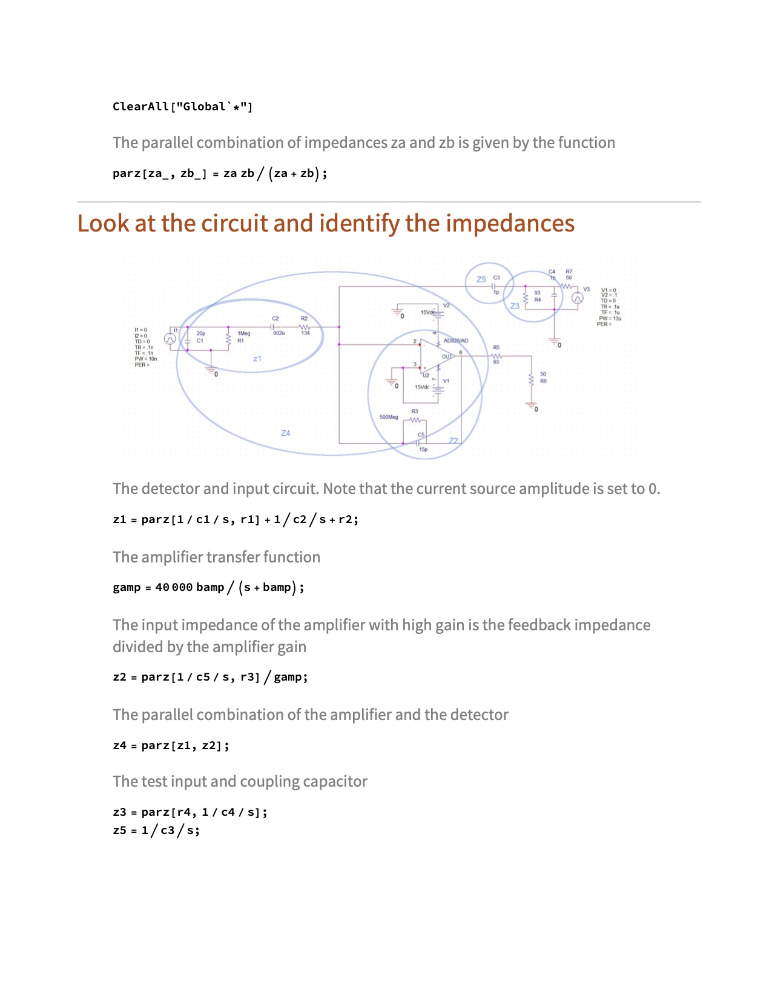 ClearAll["Global`*"]
The parallel combination of impedances za and zb is given by the function
parz[za_, zb_] = za zb / (za + zb);
Look at the circuit and identify the impedances
Z5
C3
1p
C4
.1p
R7
50
93
R4
Z3
V3
V1 = 0
V2 = .1
TD = 0
TR = .1u
TF = .1u
PW = 13u
PER =
0
V2
15Vdc
0
I1 = 0
I2 = 0
TD = 0
TR = .1n
TF = .1n
PW = 10n
PER =
I1
20p
C1
1Meg
R1
C2
.002u
R2
134
z1
0
2
3
4
AD825/AD
OUT
6
U2
7
V1
15Vdc
0
R5
93
50
R6
0
R3
500Meg
C5
.15p
Z2
Z4
The detector and input circuit. Note that the current source amplitude is set to 0.
z1 = parz[1 / c1 / s, r1] + 1 / c2 / s + r2;
The amplifier transfer function
gamp = 40 000 bamp / (s + bamp);
The input impedance of the amplifier with high gain is the feedback impedance
divided by the amplifier gain
z2 = parz[1 / c5 / s, r3] / gamp;
The parallel combination of the amplifier and the detector
z4 = parz[z1, z2];
The test input and coupling capacitor
z3 = parz[r4, 1 / c4 / s];
z5 = 1 / c3 / s;